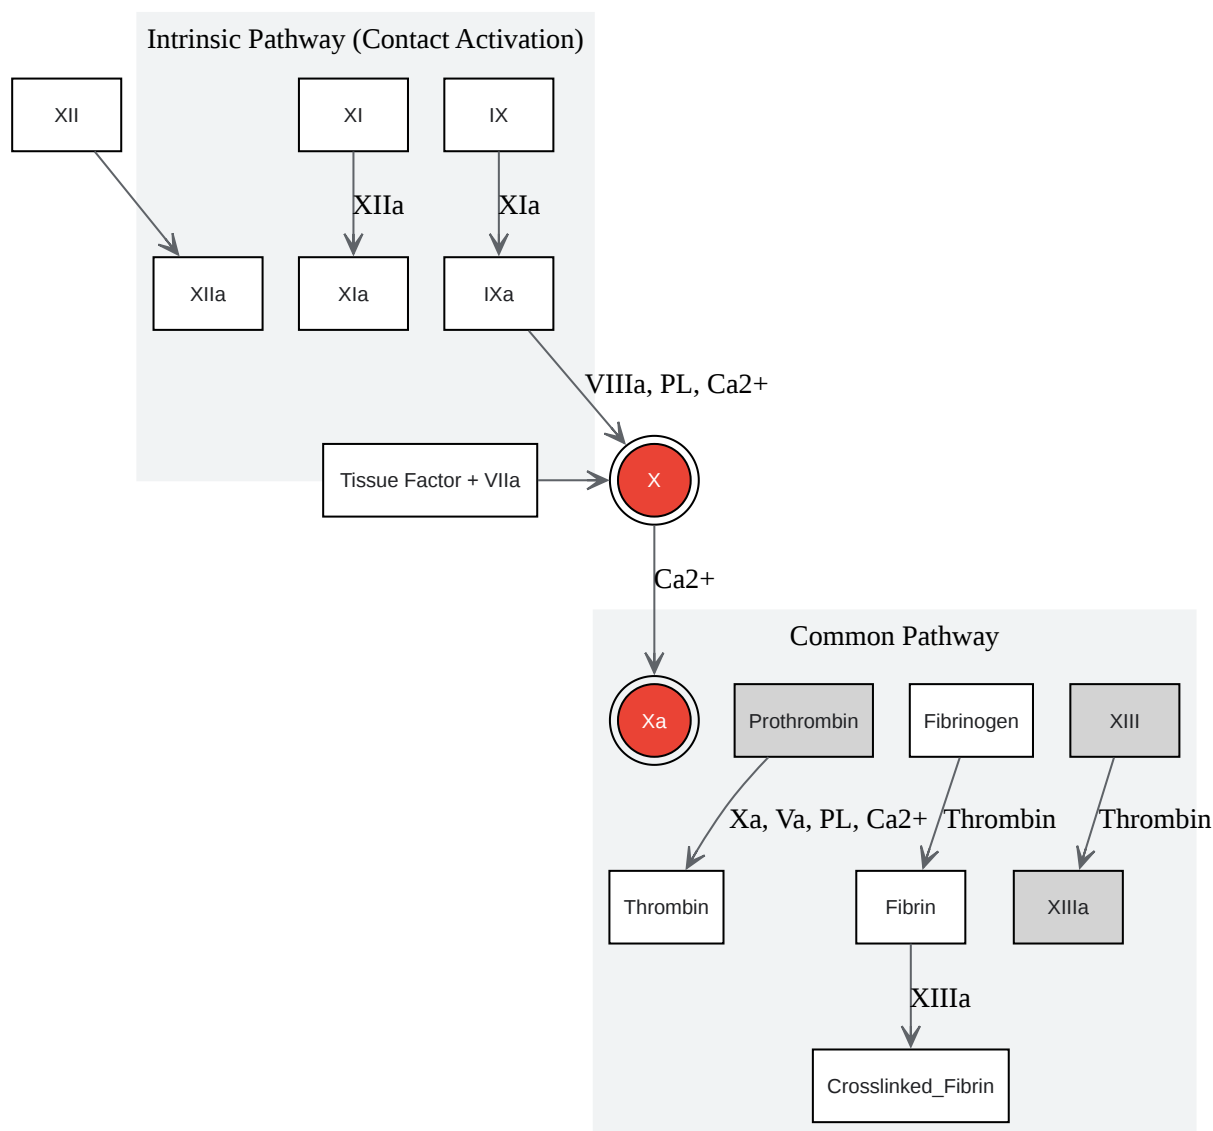 Intrinsic Pathway (Contact Activation)
XII
XI
IX
XIIa
XIa
XIIa
XIa
IXa
VIIIa, PL, Ca2+
Tissue Factor + VIIa
X
Ca2+
Common Pathway
Xa
Prothrombin
Fibrinogen
XIII
Xa, Va, PL, Ca2+
Thrombin
Thrombin
Thrombin
Fibrin
XIIIa
XIIIa
Crosslinked_Fibrin